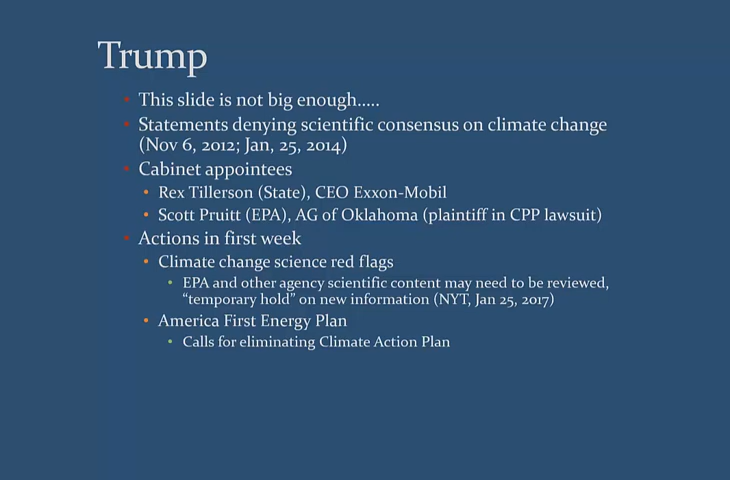 Trump
This slide is not big enough.....
Statements denying scientific consensus on climate change
(Nov 6, 2012; Jan, 25, 2014)
Cabinet appointees
Rex Tillerson (State), CEO Exxon-Mobil
Scott Pruitt (EPA), AG of Oklahoma (plaintiff in CPP lawsuit)
Actions in first week
Climate change science red flags
EPA and other agency scientific content may need to be reviewed,
“temporary hold” on new information (NYT, Jan 25, 2017)
America First Energy Plan
Calls for eliminating Climate Action Plan